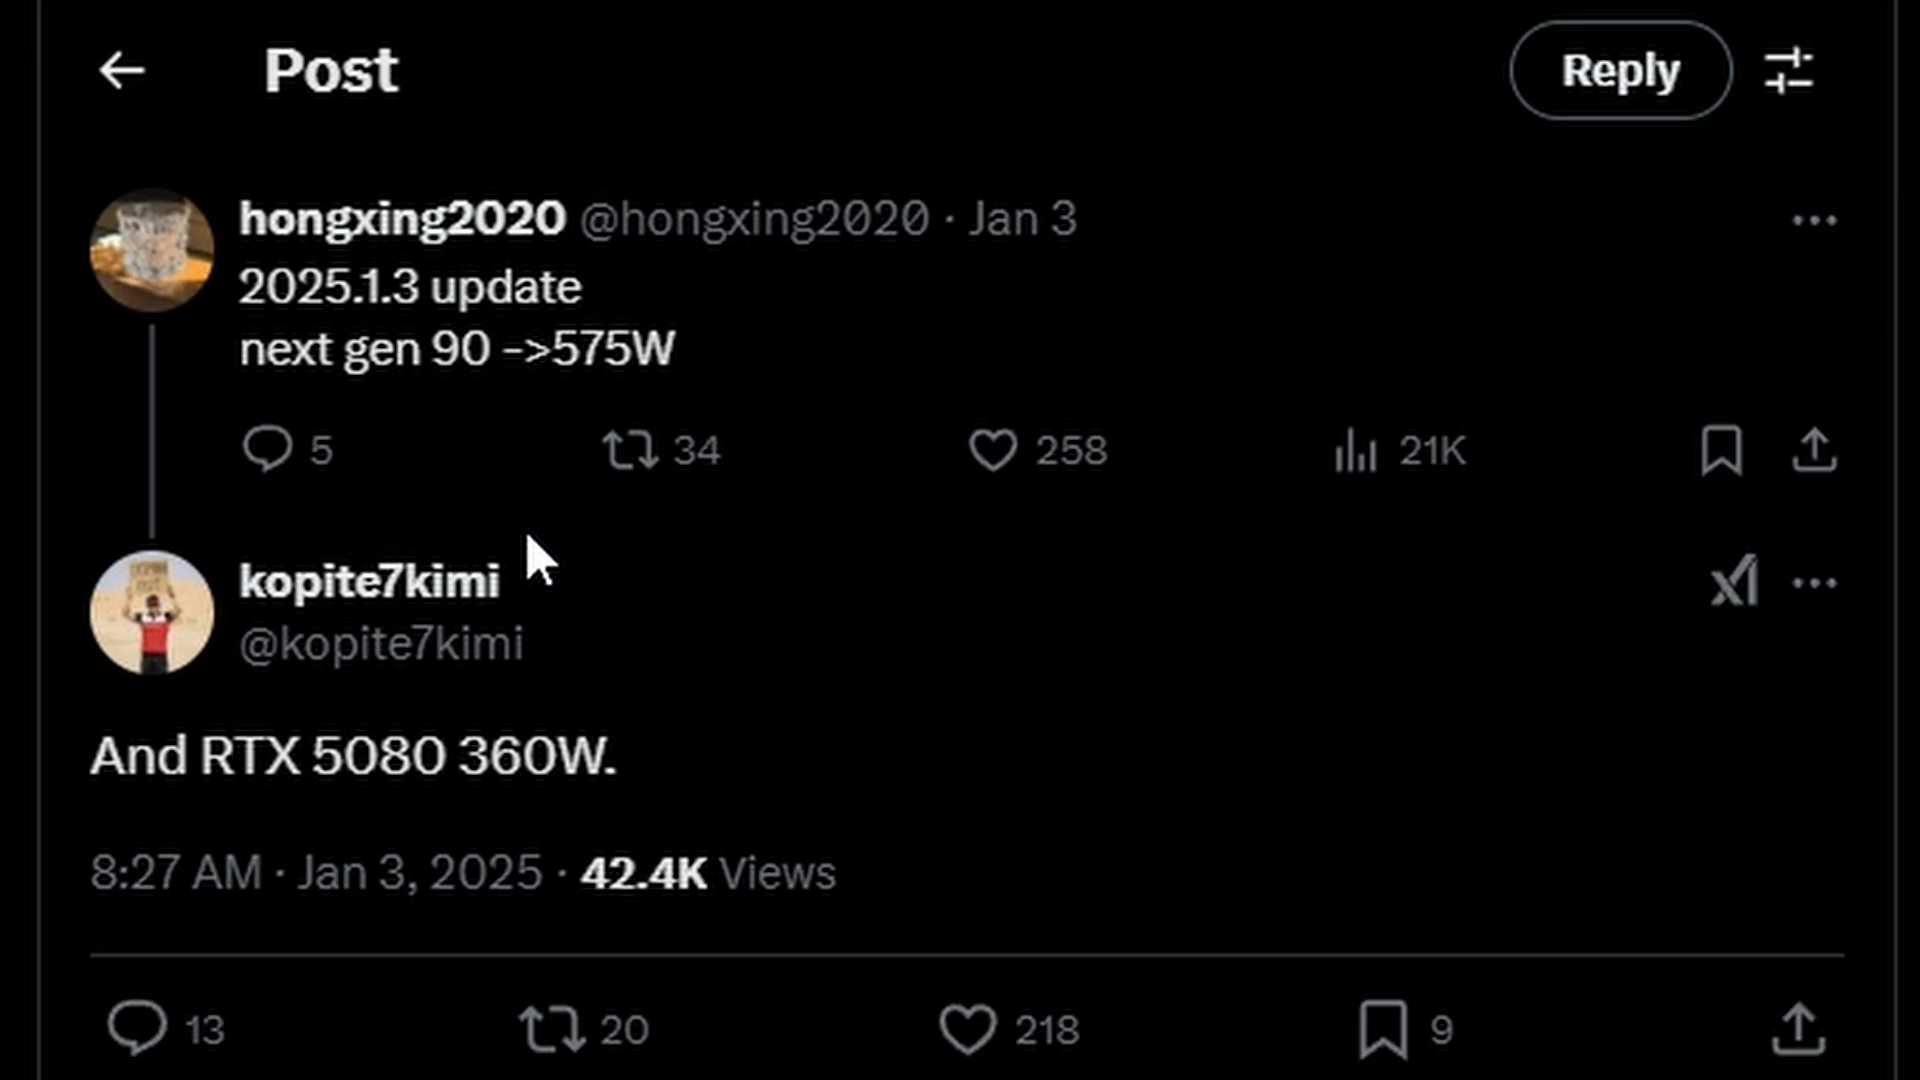 Post
Reply
hongxing2020 @hongxing2020 · Jan 3
2025.1.3 update
next gen 90 –>575W
5 34 258 21K
kopite7kimi
@kopite7kimi
And RTX 5080 360W.
8:27 AM · Jan 3, 2025 · 42.4K Views
13 20 218 9